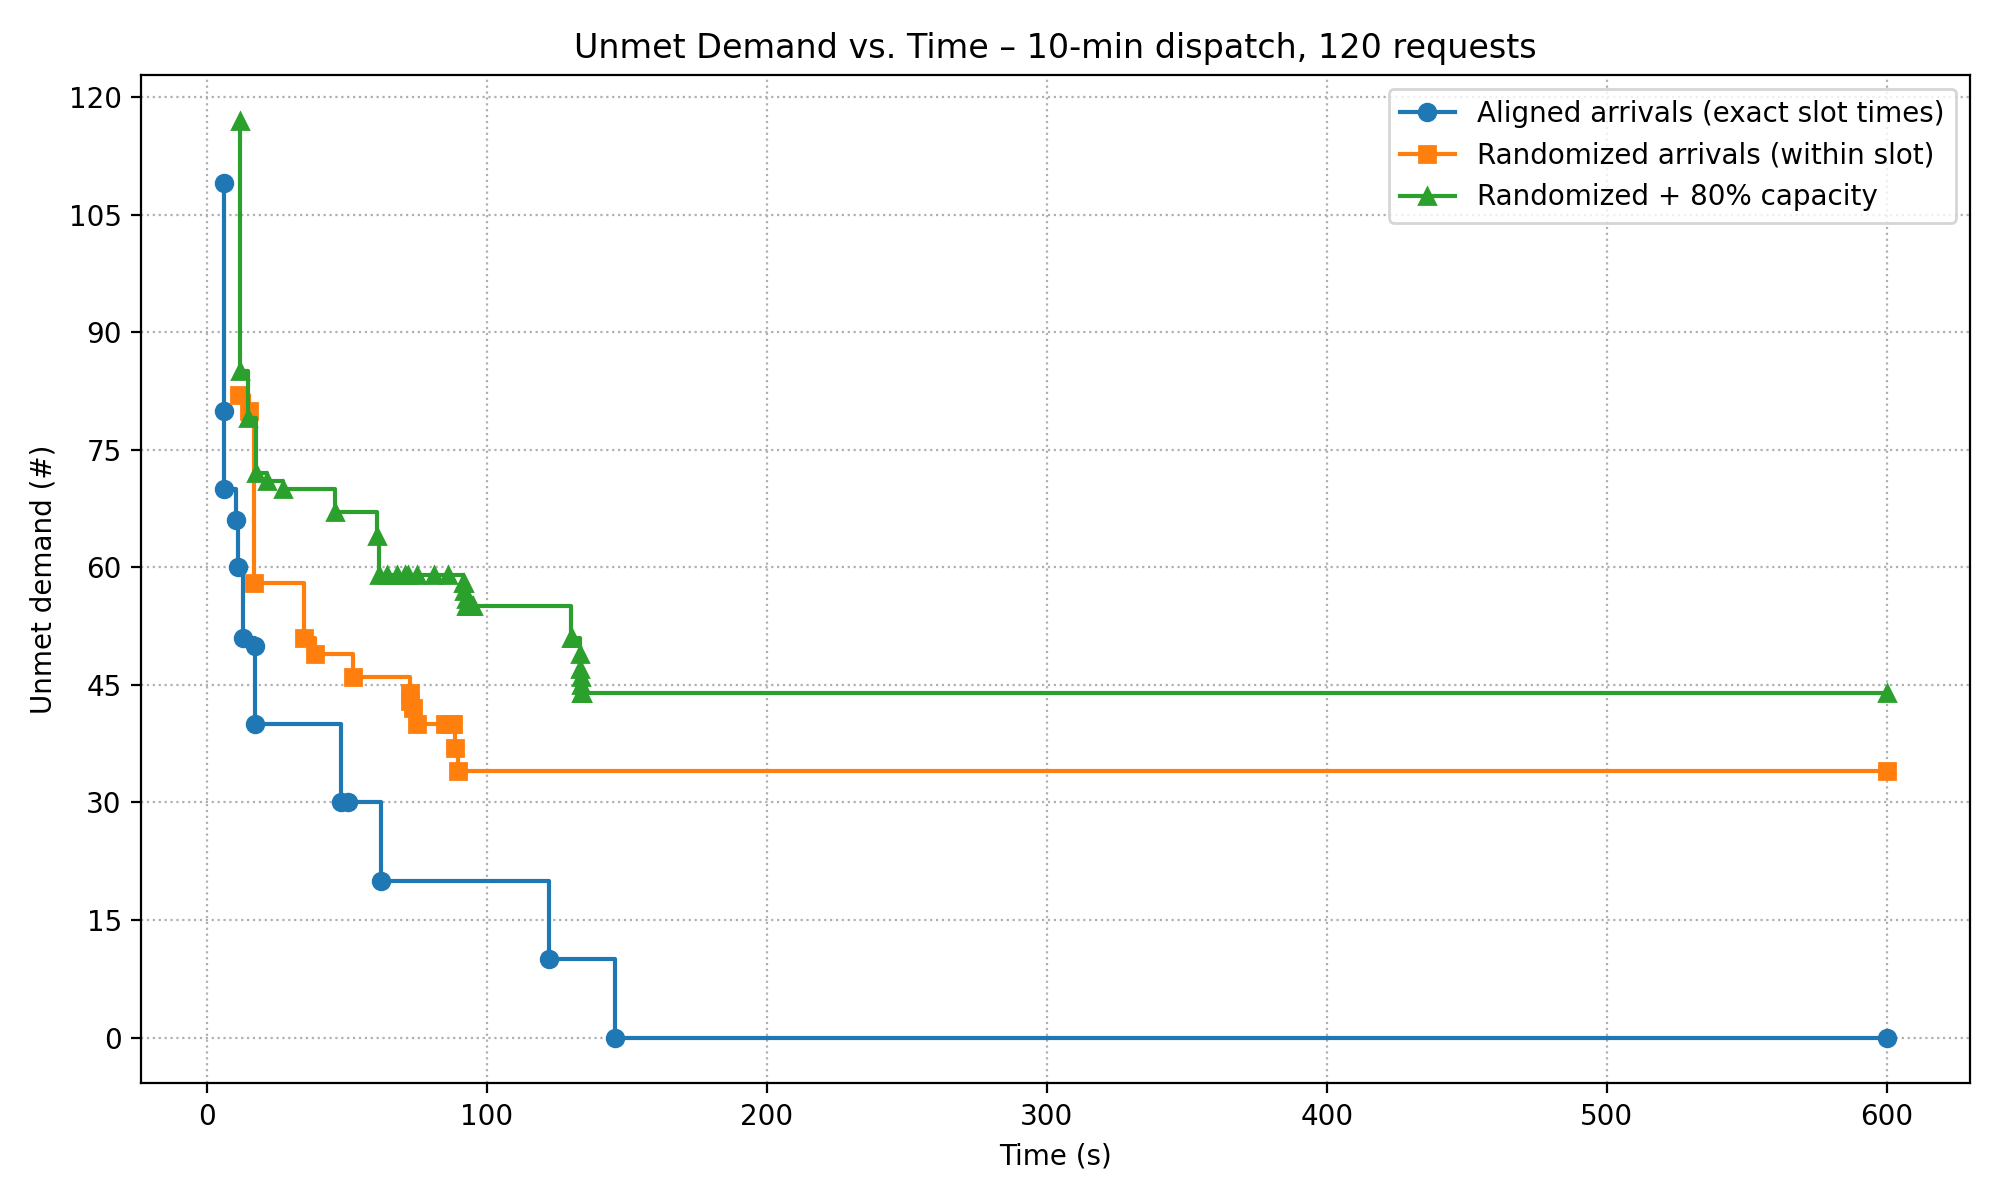 Unmet Demand vs. Time – 10-min dispatch, 120 requests
Aligned arrivals (exact slot times)
Randomized arrivals (within slot)
Randomized + 80% capacity
Unmet demand (#)
120
105
90
75
60
45
30
15
0
0 100 200 300 400 500 600
Time (s)